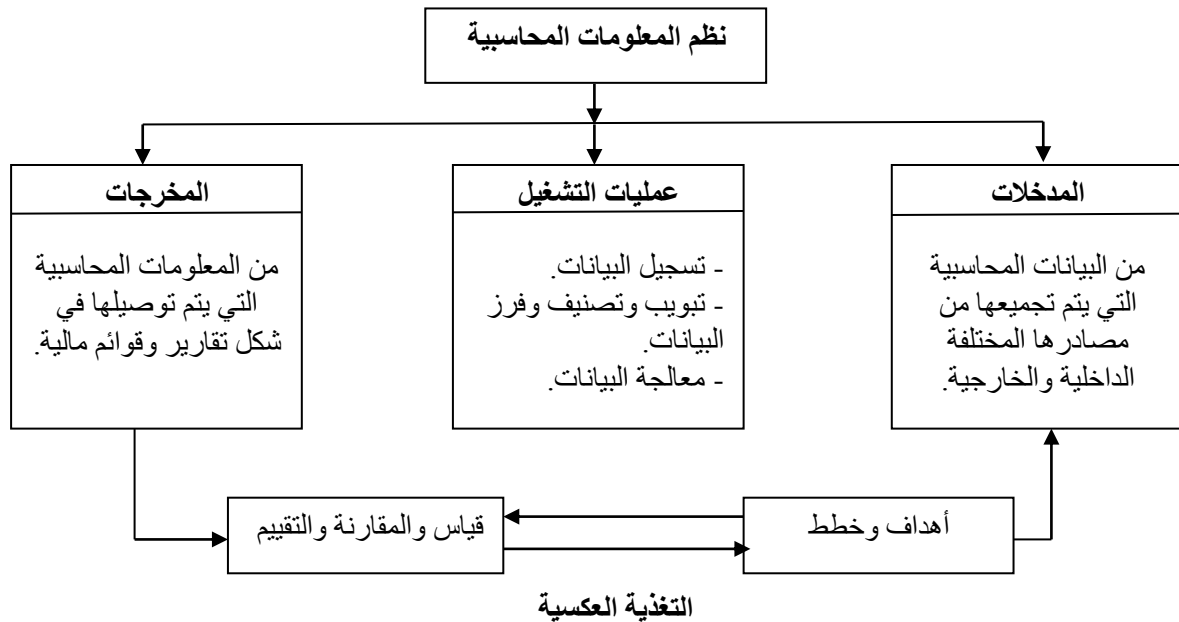 نظم المعلومات المحاسبية
المدخلات
من البيانات المحاسبية
التي يتم تجميعها من
مصادرها المختلفة
الداخلية والخارجية.
عمليات التشغيل
- تسجيل البيانات.
- تبويب وتصنيف وفرز
البيانات.
- معالجة البيانات.
المخرجات
من المعلومات المحاسبية
التي يتم توصيلها في
شكل تقارير وقوائم مالية.
أهداف وخطط
قياس والمقارنة والتقييم
التغذية العكسية